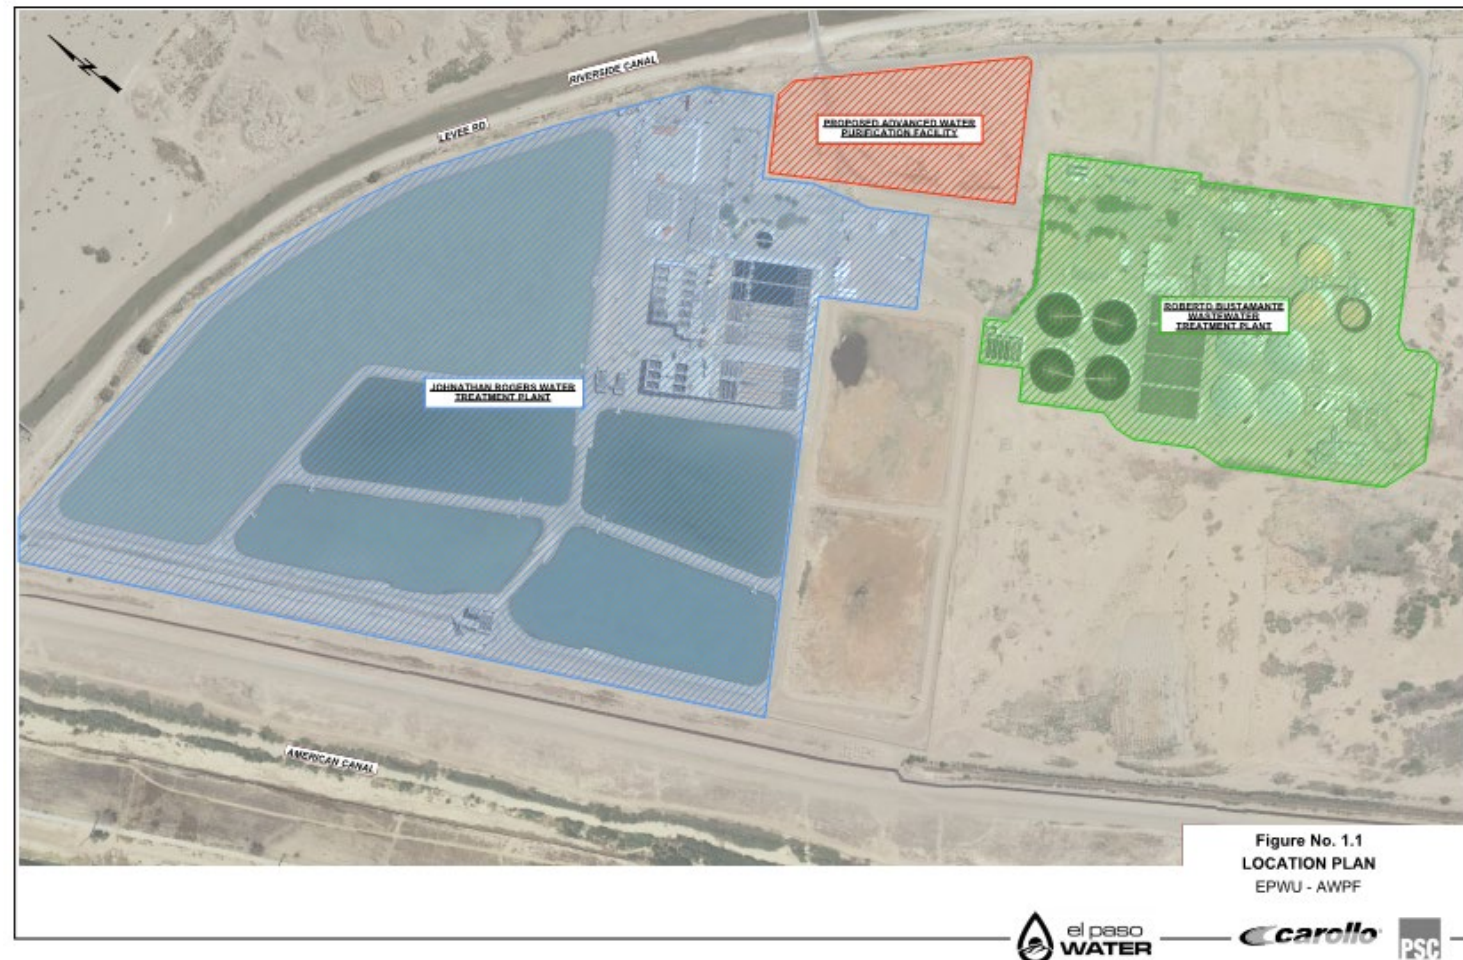 N
RIVERSIDE CANAL
LEVEE RD
PROPOSED ADVANCED WATER
PURIFICATION FACILITY
ROBERTO BUSTAMANTE
WASTEWATER
TREATMENT PLANT
JOHNATHAN ROGERS WATER
TREATMENT PLANT
AMERICAN CANAL
Figure No. 1.1
LOCATION PLAN
EPWU - AWPF
el paso
WATER
carollo
PSC